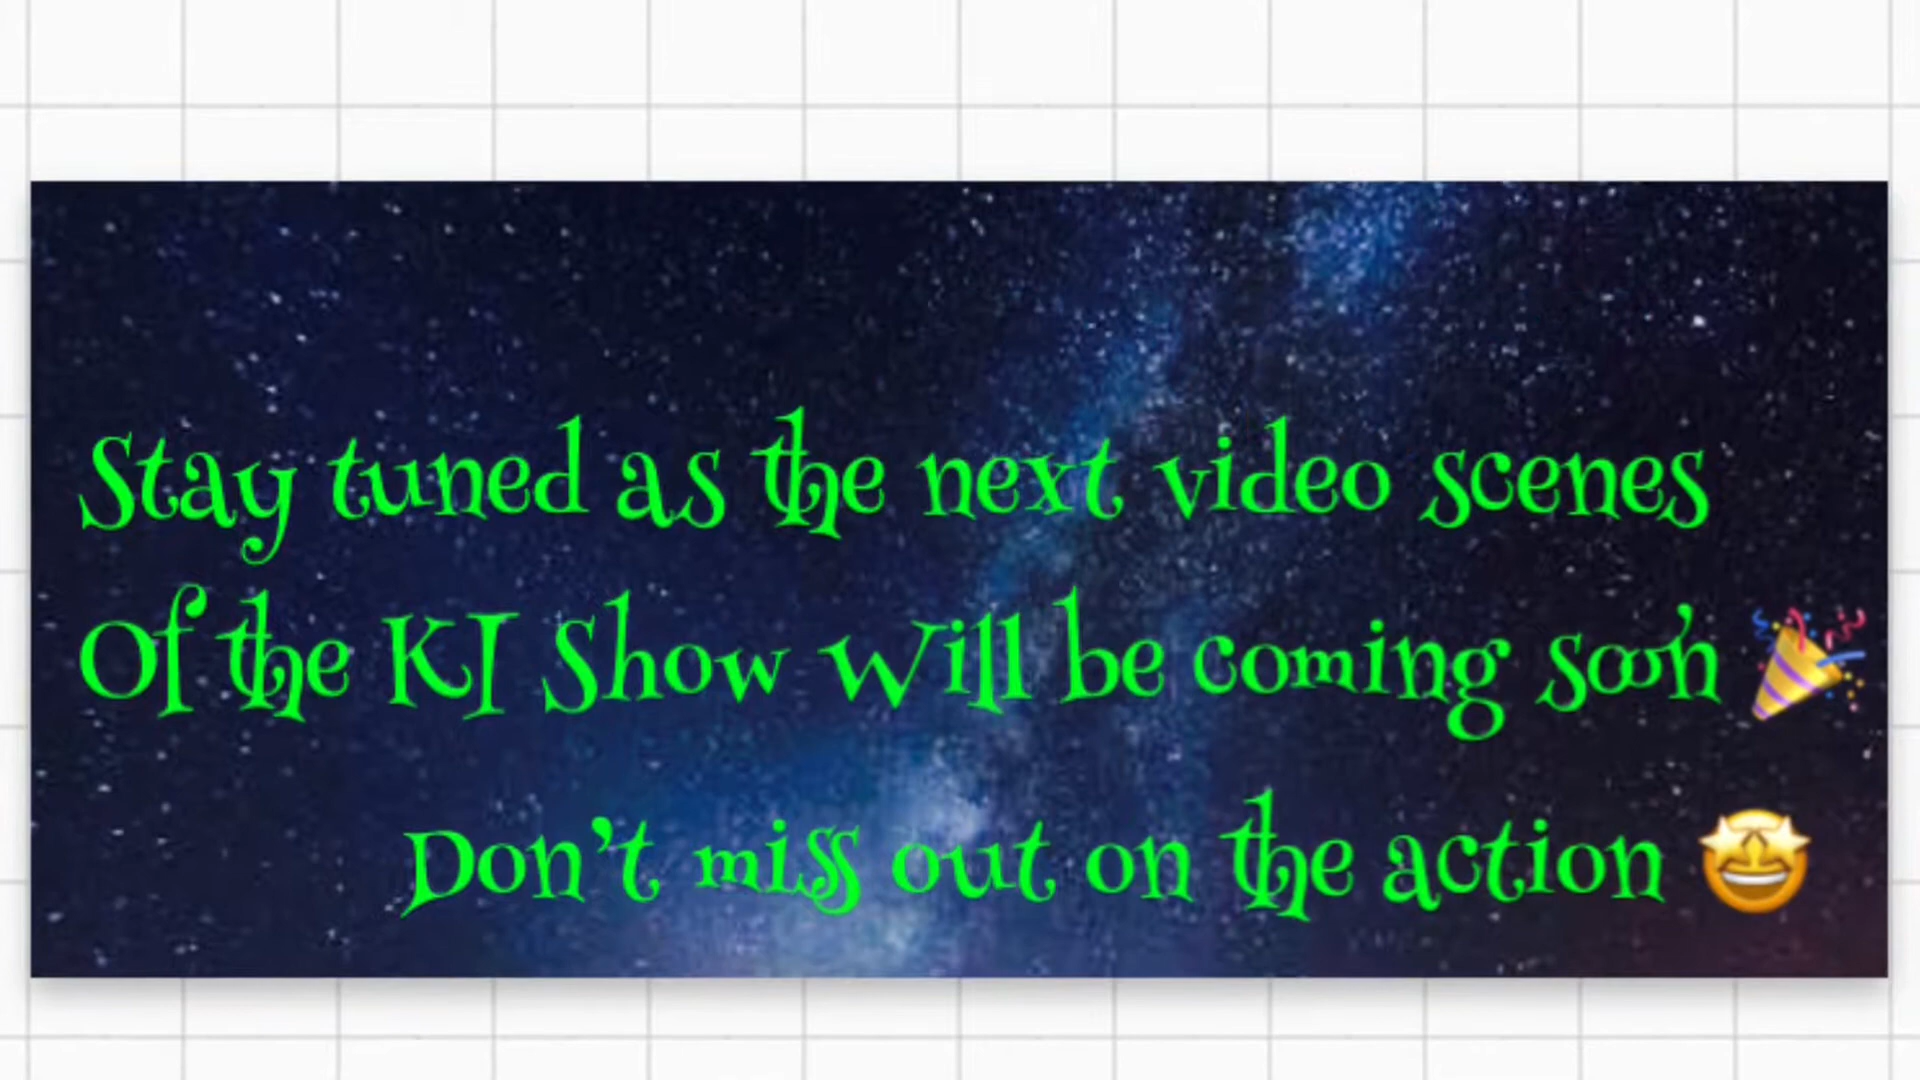 Stay tuned as the next video scenes
Of the KJ Show Will be coming soon 🎉
Don't miss out on the action 🤩